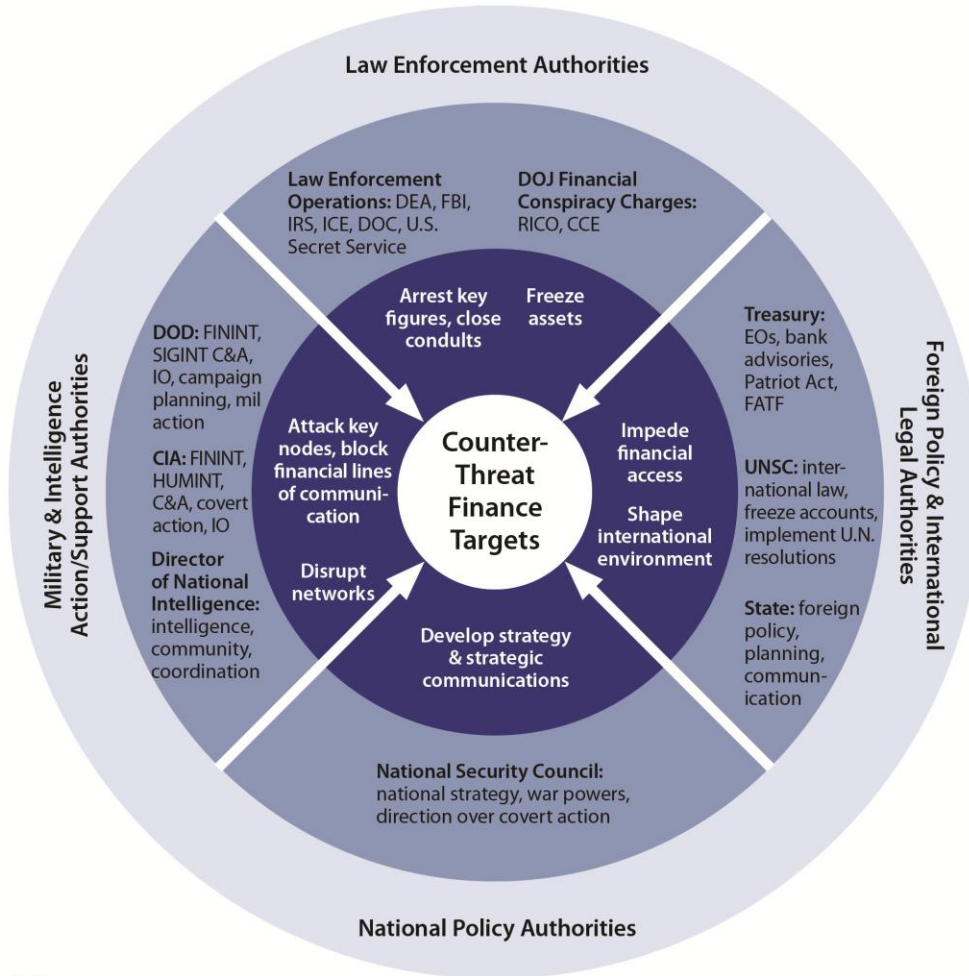 Law Enforcement Authorities
Law Enforcement
Operations: DEA, FBI,
IRS, ICE, DOC, U.S.
Secret Service
DOJ Financial
Conspiracy Charges:
RICO, CCE
Arrest key
figures, close
condults
Freeze
assets
Military & Intelligence
Action/Support Authorities
DOD: FININT,
SIGINT C&A,
IO, campaign
planning, mil
action
CIA: FININT,
HUMINT,
C&A, covert
action, IO
Director
of National
Intelligence:
intelligence,
community,
coordination
Attack key
nodes, block
financial lines
of communi-
cation
Disrupt
networks
Counter-
Threat
Finance
Targets
Impede
financial
access
Shape
international
environment
Treasury:
EOs, bank
advisories,
Patriot Act,
FATF
UNSC: inter-
national law,
freeze accounts,
implement U.N.
resolutions
State: foreign
policy,
planning,
commun-
ication
Foreign Policy & International
Legal Authorities
Develop strategy
& strategic
communications
National Security Council:
national strategy, war powers,
direction over covert action
National Policy Authorities